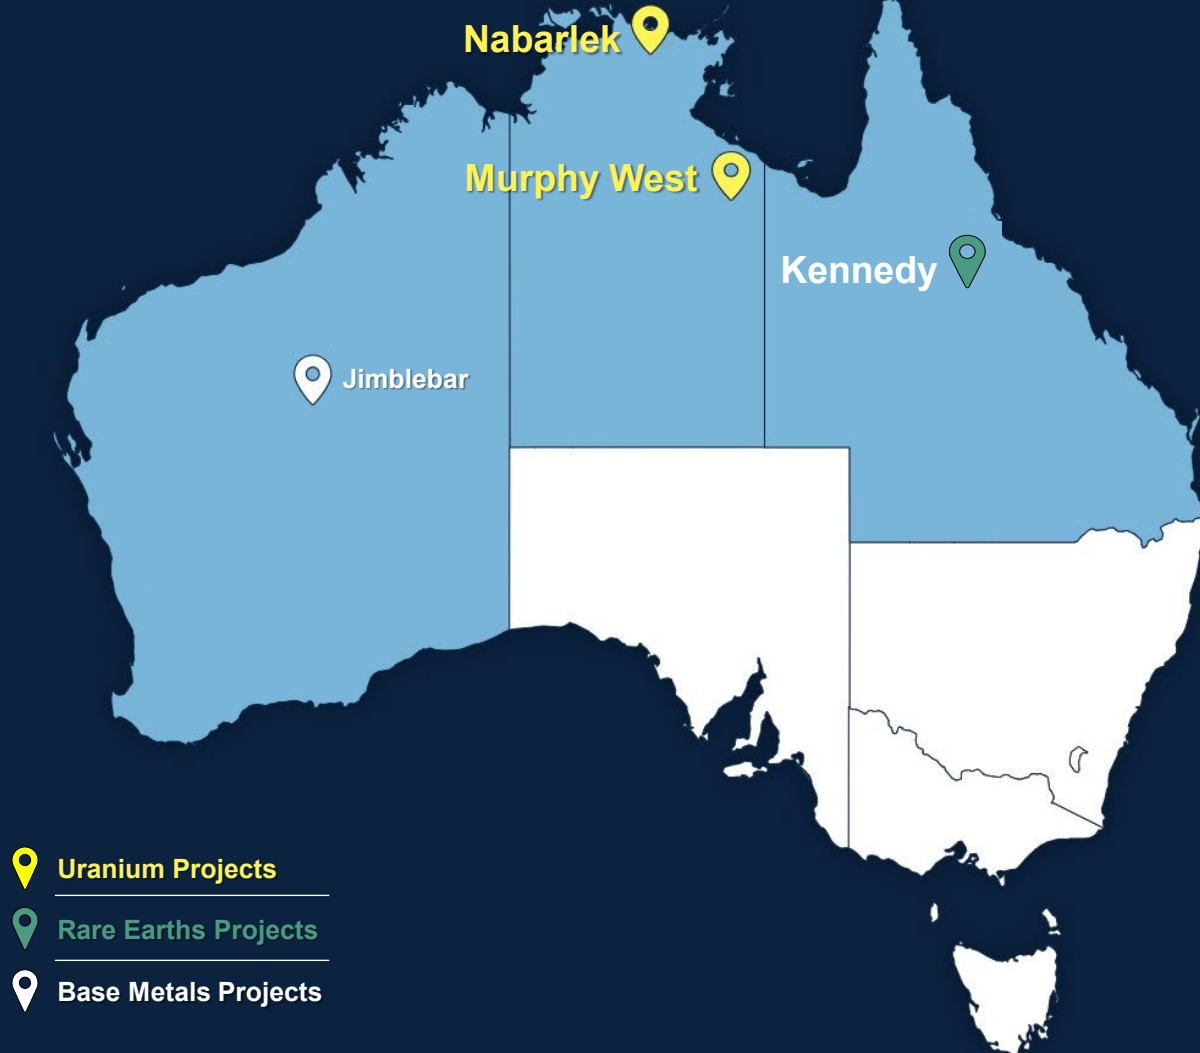 Nabarlek
Murphy West
Kennedy
Jimblebar
Uranium Projects
Rare Earths Projects
Base Metals Projects